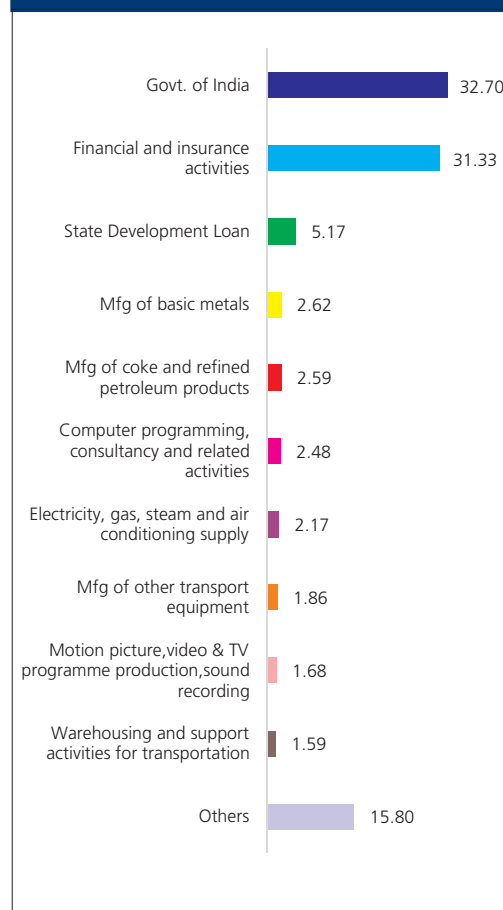 Govt. of India 32.70
Financial and insurance
activities 31.33
State Development Loan 5.17
Mfg of basic metals 2.62
Mfg of coke and refined
petroleum products 2.59
Computer programming,
consultancy and related
activities 2.48
Electricity, gas, steam and air
conditioning supply 2.17
Mfg of other transport
equipment 1.86
Motion picture,video & TV
programme production,sound
recording 1.68
Warehousing and support
activities for transportation 1.59
Others 15.80